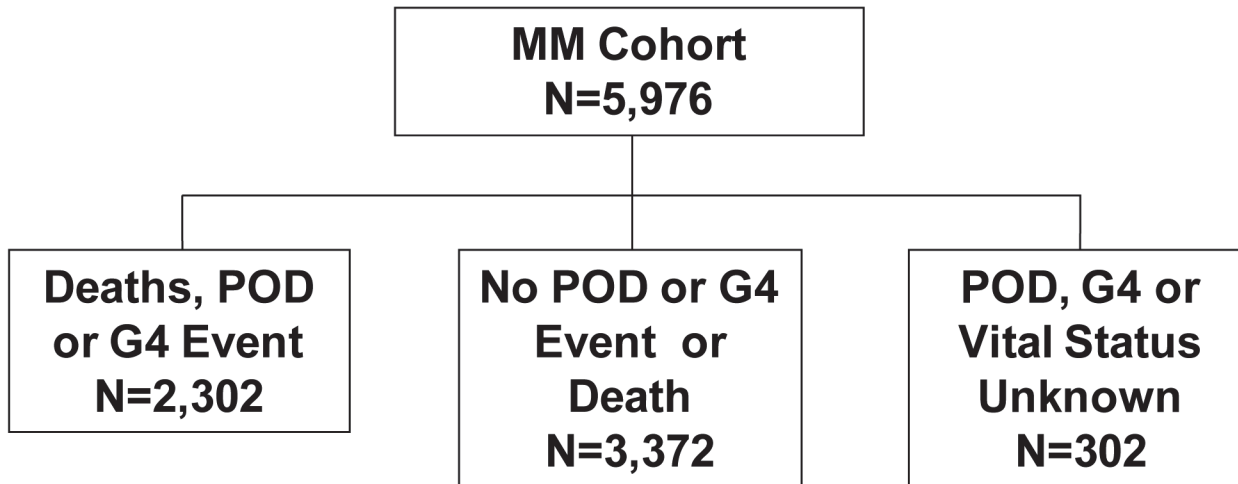 MM Cohort
N=5,976
Deaths, POD
or G4 Event
N=2,302
No POD or G4
Event or
Death
N=3,372
POD, G4 or
Vital Status
Unknown
N=302